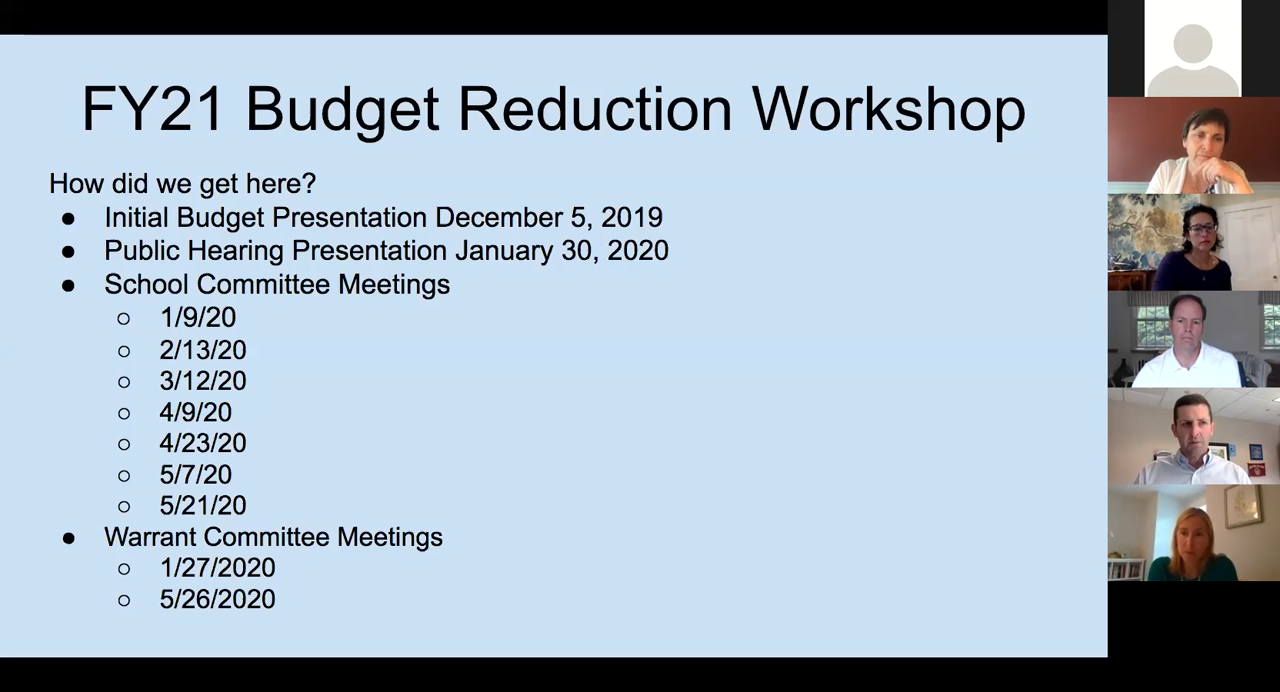 FY21 Budget Reduction Workshop
How did we get here?
● Initial Budget Presentation December 5, 2019
● Public Hearing Presentation January 30, 2020
● School Committee Meetings
○ 1/9/20
○ 2/13/20
○ 3/12/20
○ 4/9/20
○ 4/23/20
○ 5/7/20
○ 5/21/20
● Warrant Committee Meetings
○ 1/27/2020
○ 5/26/2020